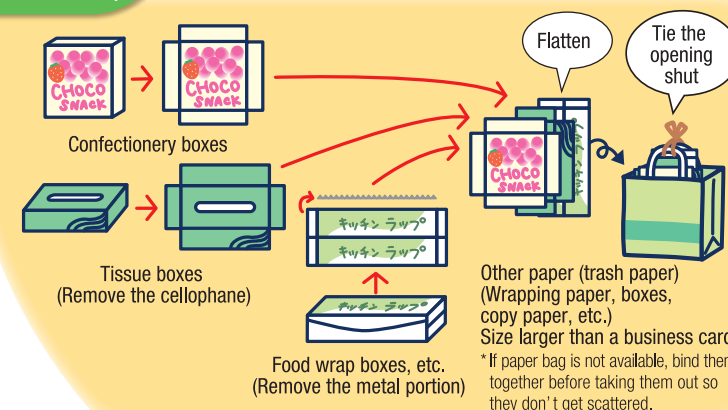 CHOCO
SNACK
CHOCO
SNACK
Confectionery boxes
Flatten
Tie the
opening
shut
CHOCO
SNACK
Tissue boxes
(Remove the cellophane)
キッチン ラップ
キッチン ラップ
キッチン ラップ
Food wrap boxes, etc.
(Remove the metal portion)
Other paper (trash paper)
(Wrapping paper, boxes,
copy paper, etc.)
Size larger than a business card
* If paper bag is not available, bind them
together before taking them out so
they don't get scattered.